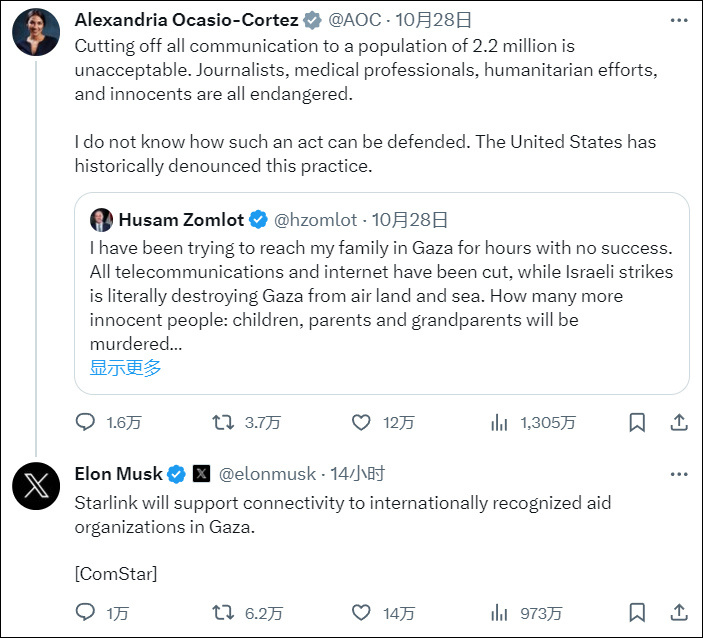 Alexandria Ocasio-Cortez @AOC · 10月28日
Cutting off all communication to a population of 2.2 million is
unacceptable. Journalists, medical professionals, humanitarian efforts,
and innocents are all endangered.
I do not know how such an act can be defended. The United States has
historically denounced this practice.
Husam Zomlot @hzomlot · 10月28日
I have been trying to reach my family in Gaza for hours with no success.
All telecommunications and internet have been cut, while Israeli strikes
is literally destroying Gaza from air land and sea. How many more
innocent people: children, parents and grandparents will be
murdered...
显示更多
1.6万 3.7万 12万 1,305万
Elon Musk X @elonmusk · 14小时
Starlink will support connectivity to internationally recognized aid
organizations in Gaza.
[ComStar]
1万 6.2万 14万 973万